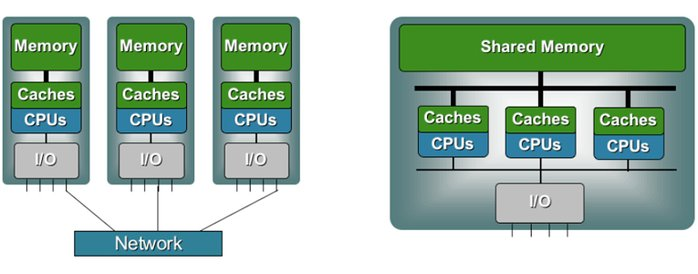 Memory
Caches
CPUs
I/O
Memory
Caches
CPUs
I/O
Memory
Caches
CPUs
I/O
Network
Shared Memory
Caches
CPUs
Caches
CPUs
Caches
CPUs
I/O